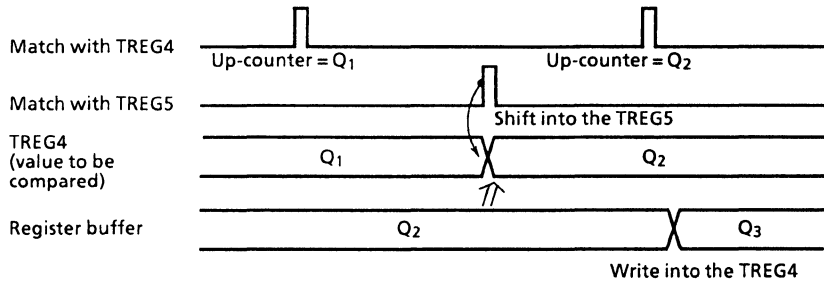 Match with TREG4
Up-counter = Q1
Up-counter = Q2
Match with TREG5
Shift into the TREG5
TREG4
(value to be
compared)
Q1
Q2
Register buffer
Q2
Q3
Write into the TREG4